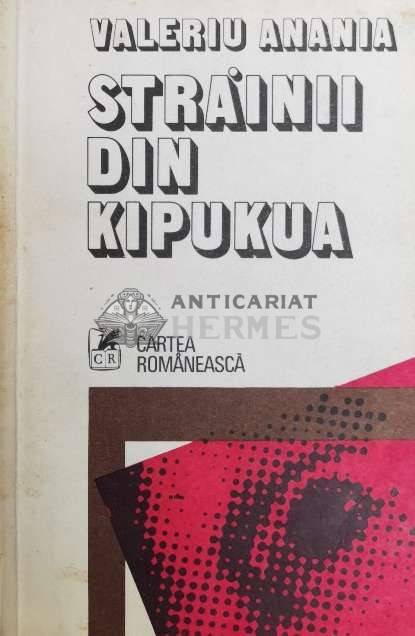 VALERIU ANANIA
STRĂINII
DIN
KIPUKUA
ANTICARIAT
HERMES
CR
CARTEA
ROMÂNEASCĂ